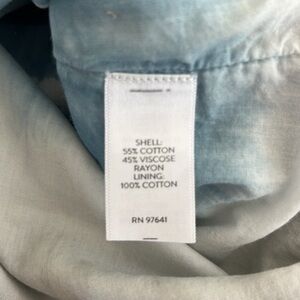 SHELL:
55% COTTON
45% VISCOSE
RAYON
LINING:
100% COTTON
RN 97641